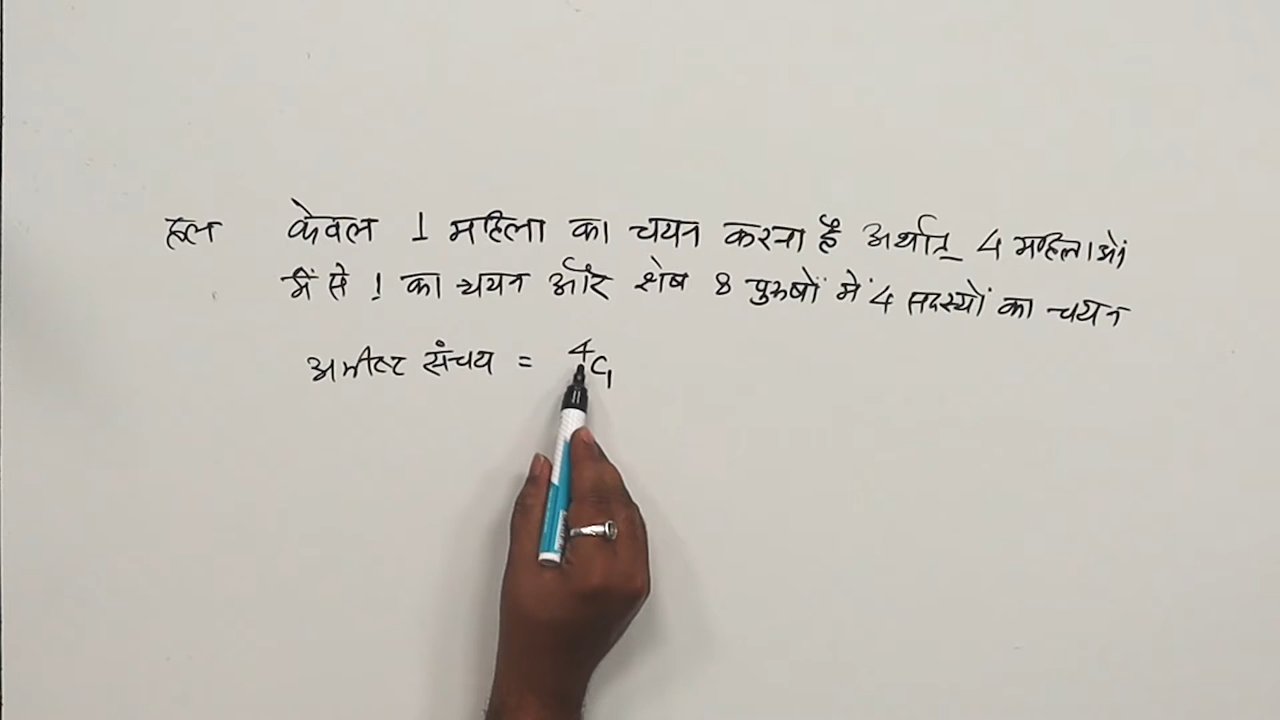 हल केवल 1 महिला का चयन करना है अर्थात् 4 महिलाओं
में से 1 का चयन और शेष 8 पुरुषों में 4 सदस्यों का चयन
अभीष्ट संचय = ⁴C₁